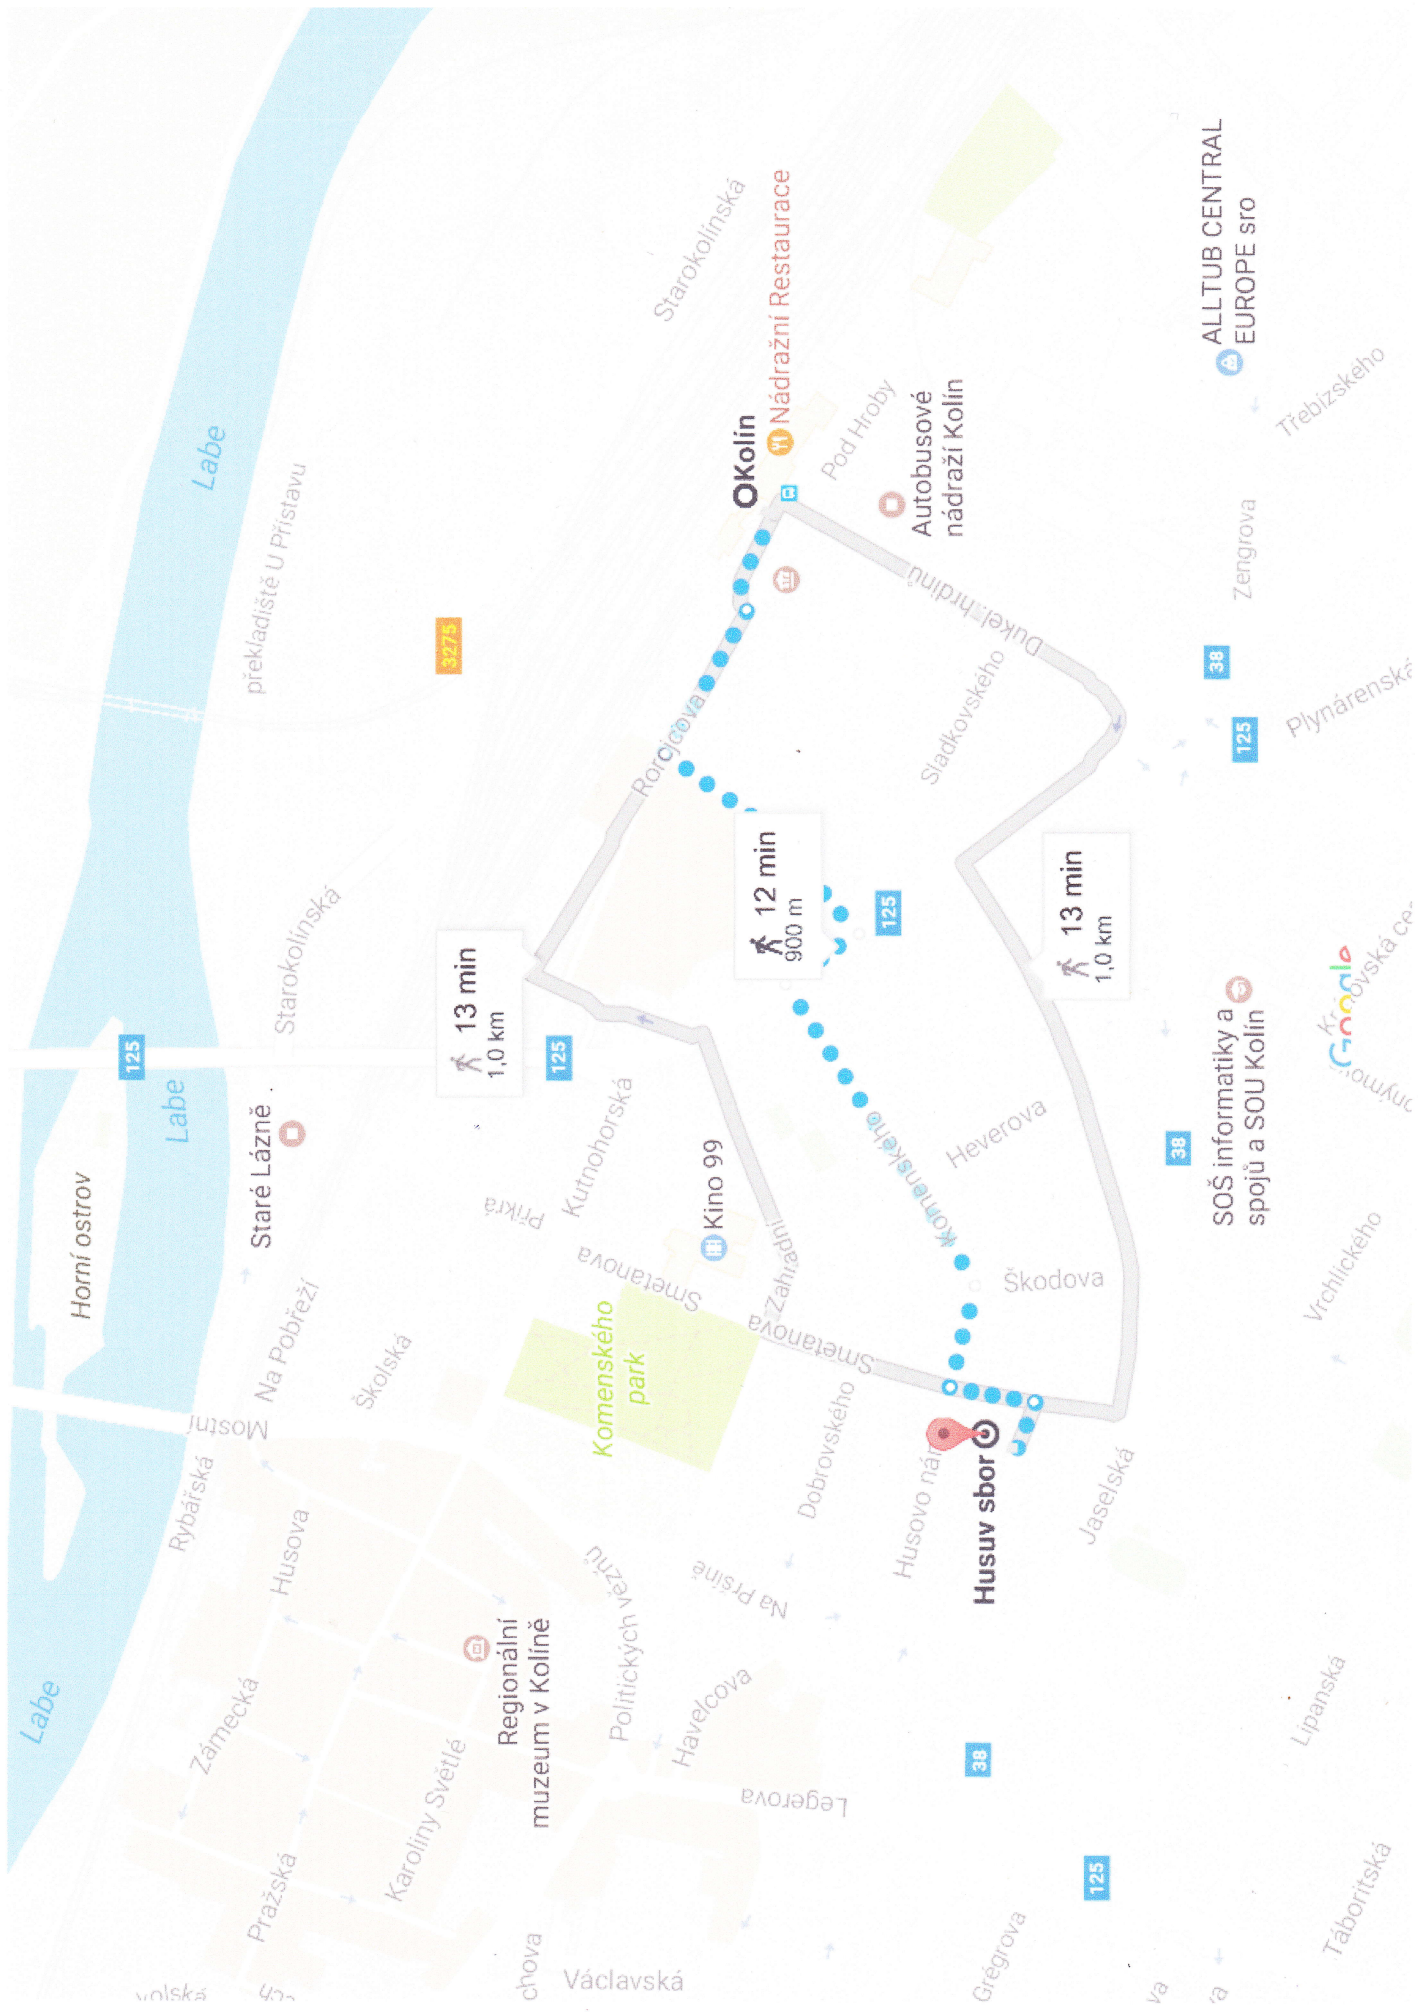 Labe
Horní ostrov
Labe
Labe
125
překladiště U Přístavu
3275
Starokolínská
Starokolínská
Staré Lázně
Na Pobřeží
Mostní
Rybářská
Školská
Husova
Zámecká
Pražská
Karoliny Světlé
Regionální
muzeum v Kolíně
Politických vězňů
Havelcova
Legerova
Na Pršíně
Václavská
chova
Přikrá
Kutnohorská
Smetanova
Komenského
park
Kino 99
Zahradní
Smetanova
Dobrovského
Husovo nám
Husuv sbor
Jaselská
Škodova
Komenského
Heverova
13 min
1,0 km
125
12 min
900 m
125
13 min
1,0 km
Rorejcova
Kolín
Nádražní Restaurace
Pod Hroby
Autobusové
nádraží Kolín
Dukel. hrdinů
Sladkovského
ALLTUB CENTRAL
EUROPE sro
Třebízského
Zengrova
38
125
Plynárenská
SOŠ informatiky a
spojů a SOU Kolín
38
Google
Vrchlického
Lipanská
38
125
Táboritská
Grégrova